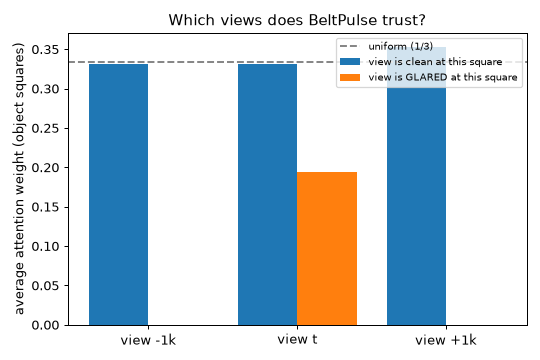 Which views does BeltPulse trust?
average attention weight (object squares)
0.35
0.30
0.25
0.20
0.15
0.10
0.05
0.00
uniform (1/3)
view is clean at this square
view is GLARED at this square
view -1k
view t
view +1k